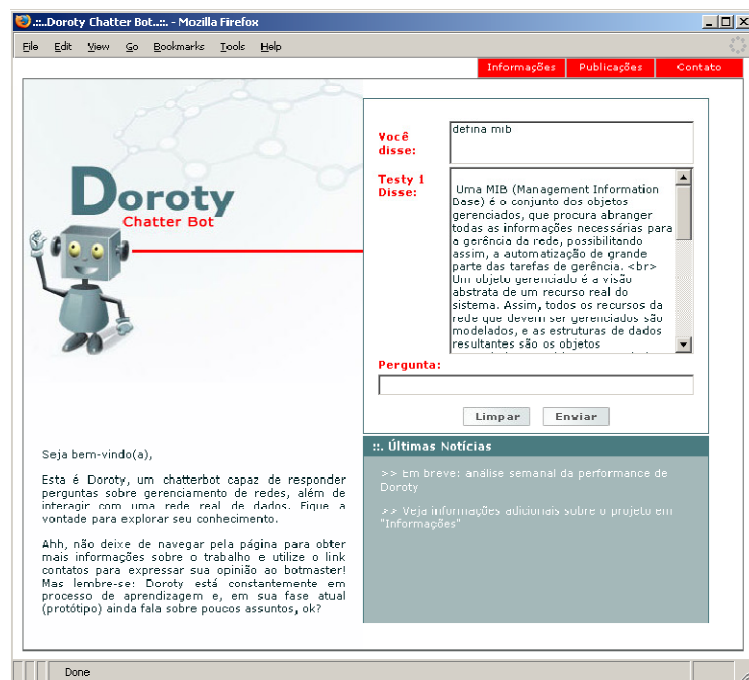 .::..Doroty Chatter Bot..::. - Mozilla Firefox
File Edit View Go Bookmarks Tools Help
Informações Publicações Contato
Doroty
Chatter Bot
Você disse:
defina mib
Testy 1 Disse:
Uma MIB (Management Information
Base) é o conjunto dos objetos
gerenciados, que procura abranger
todas as informações necessárias para
a gerência da rede, possibilitando
assim, a automatização de grande
parte das tarefas de gerência. <br>
Um objeto gerenciado é a visão
abstrata de um recurso real do
sistema. Assim, todos os recursos da
rede que devem ser gerenciados são
modelados, e as estruturas de dados
resultantes são os objetos
Pergunta:
Limpar Enviar
Seja bem-vindo(a),
Esta é Doroty, um chatterbot capaz de responder
perguntas sobre gerenciamento de redes, além de
interagir com uma rede real de dados. Fique a
vontade para explorar seu conhecimento.
Ahh, não deixe de navegar pela página para obter
mais informações sobre o trabalho e utilize o link
contatos para expressar sua opinião ao botmaster!
Mas lembre-se: Doroty está constantemente em
processo de aprendizagem e, em sua fase atual
(protótipo) ainda fala sobre poucos assuntos, ok?
::. Últimas Notícias
>> Em breve: análise semanal da performance de
Doroty
>> Veja informações adicionais sobre o projeto em
"Informações"
Done